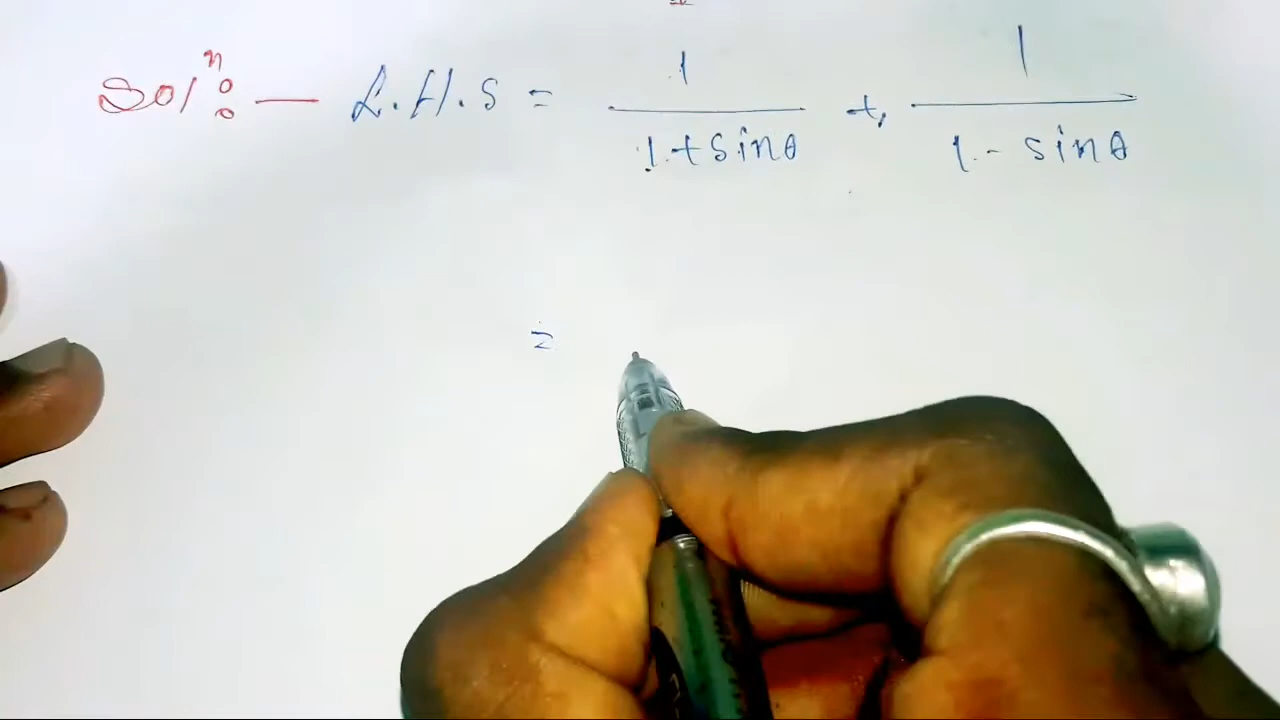 Solⁿ: — L.H.S = 1/(1+sinθ) + 1/(1-sinθ)
=